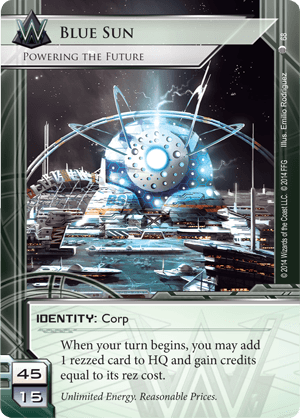 Blue Sun
Powering the Future
68
Illus. Emilio Rodríguez
© 2014 Wizards of the Coast LLC. © 2014 FFG
Identity: Corp
When your turn begins, you may add
1 rezzed card to HQ and gain credits
equal to its rez cost.
45
15
Unlimited Energy. Reasonable Prices.